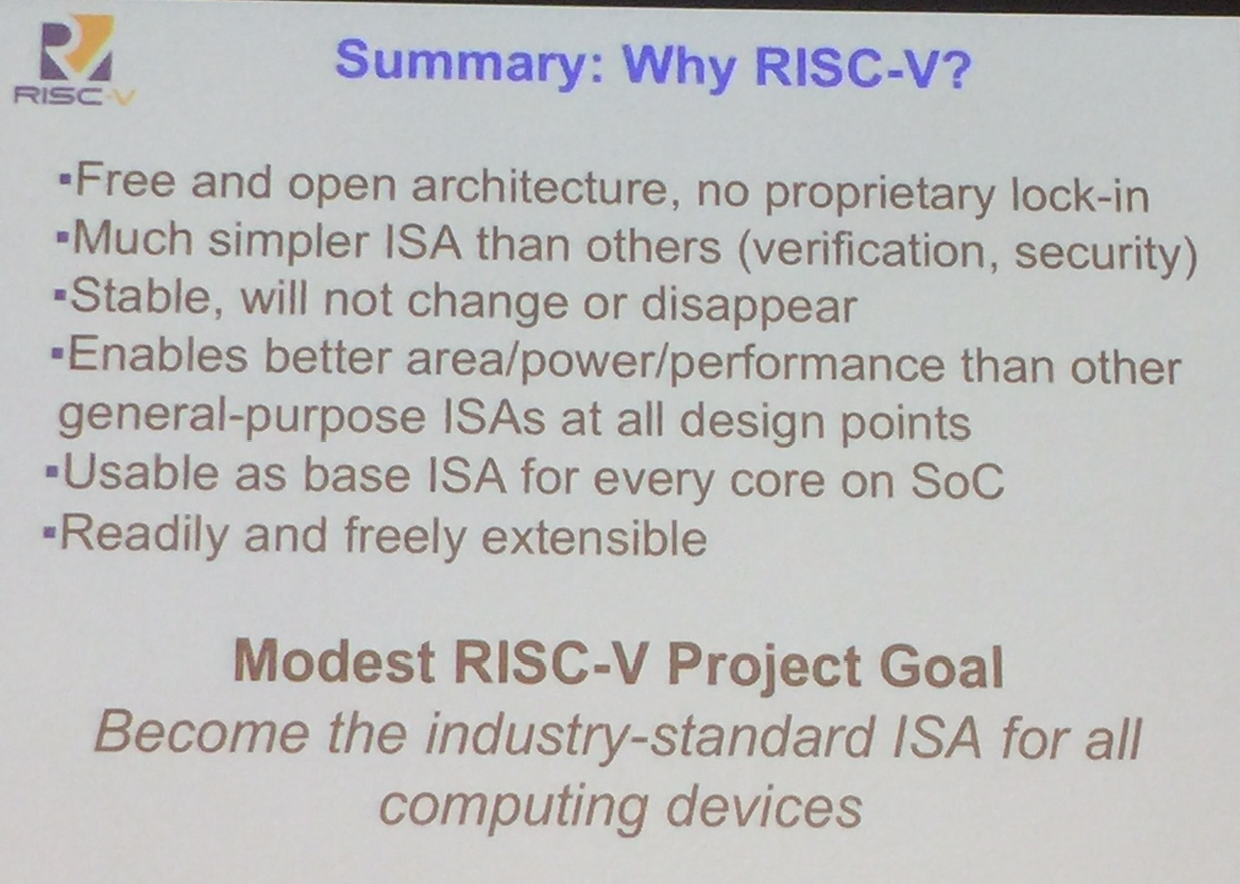 RISC-V
Summary: Why RISC-V?
▪Free and open architecture, no proprietary lock-in
▪Much simpler ISA than others (verification, security)
▪Stable, will not change or disappear
▪Enables better area/power/performance than other
general-purpose ISAs at all design points
▪Usable as base ISA for every core on SoC
▪Readily and freely extensible
Modest RISC-V Project Goal
Become the industry-standard ISA for all
computing devices